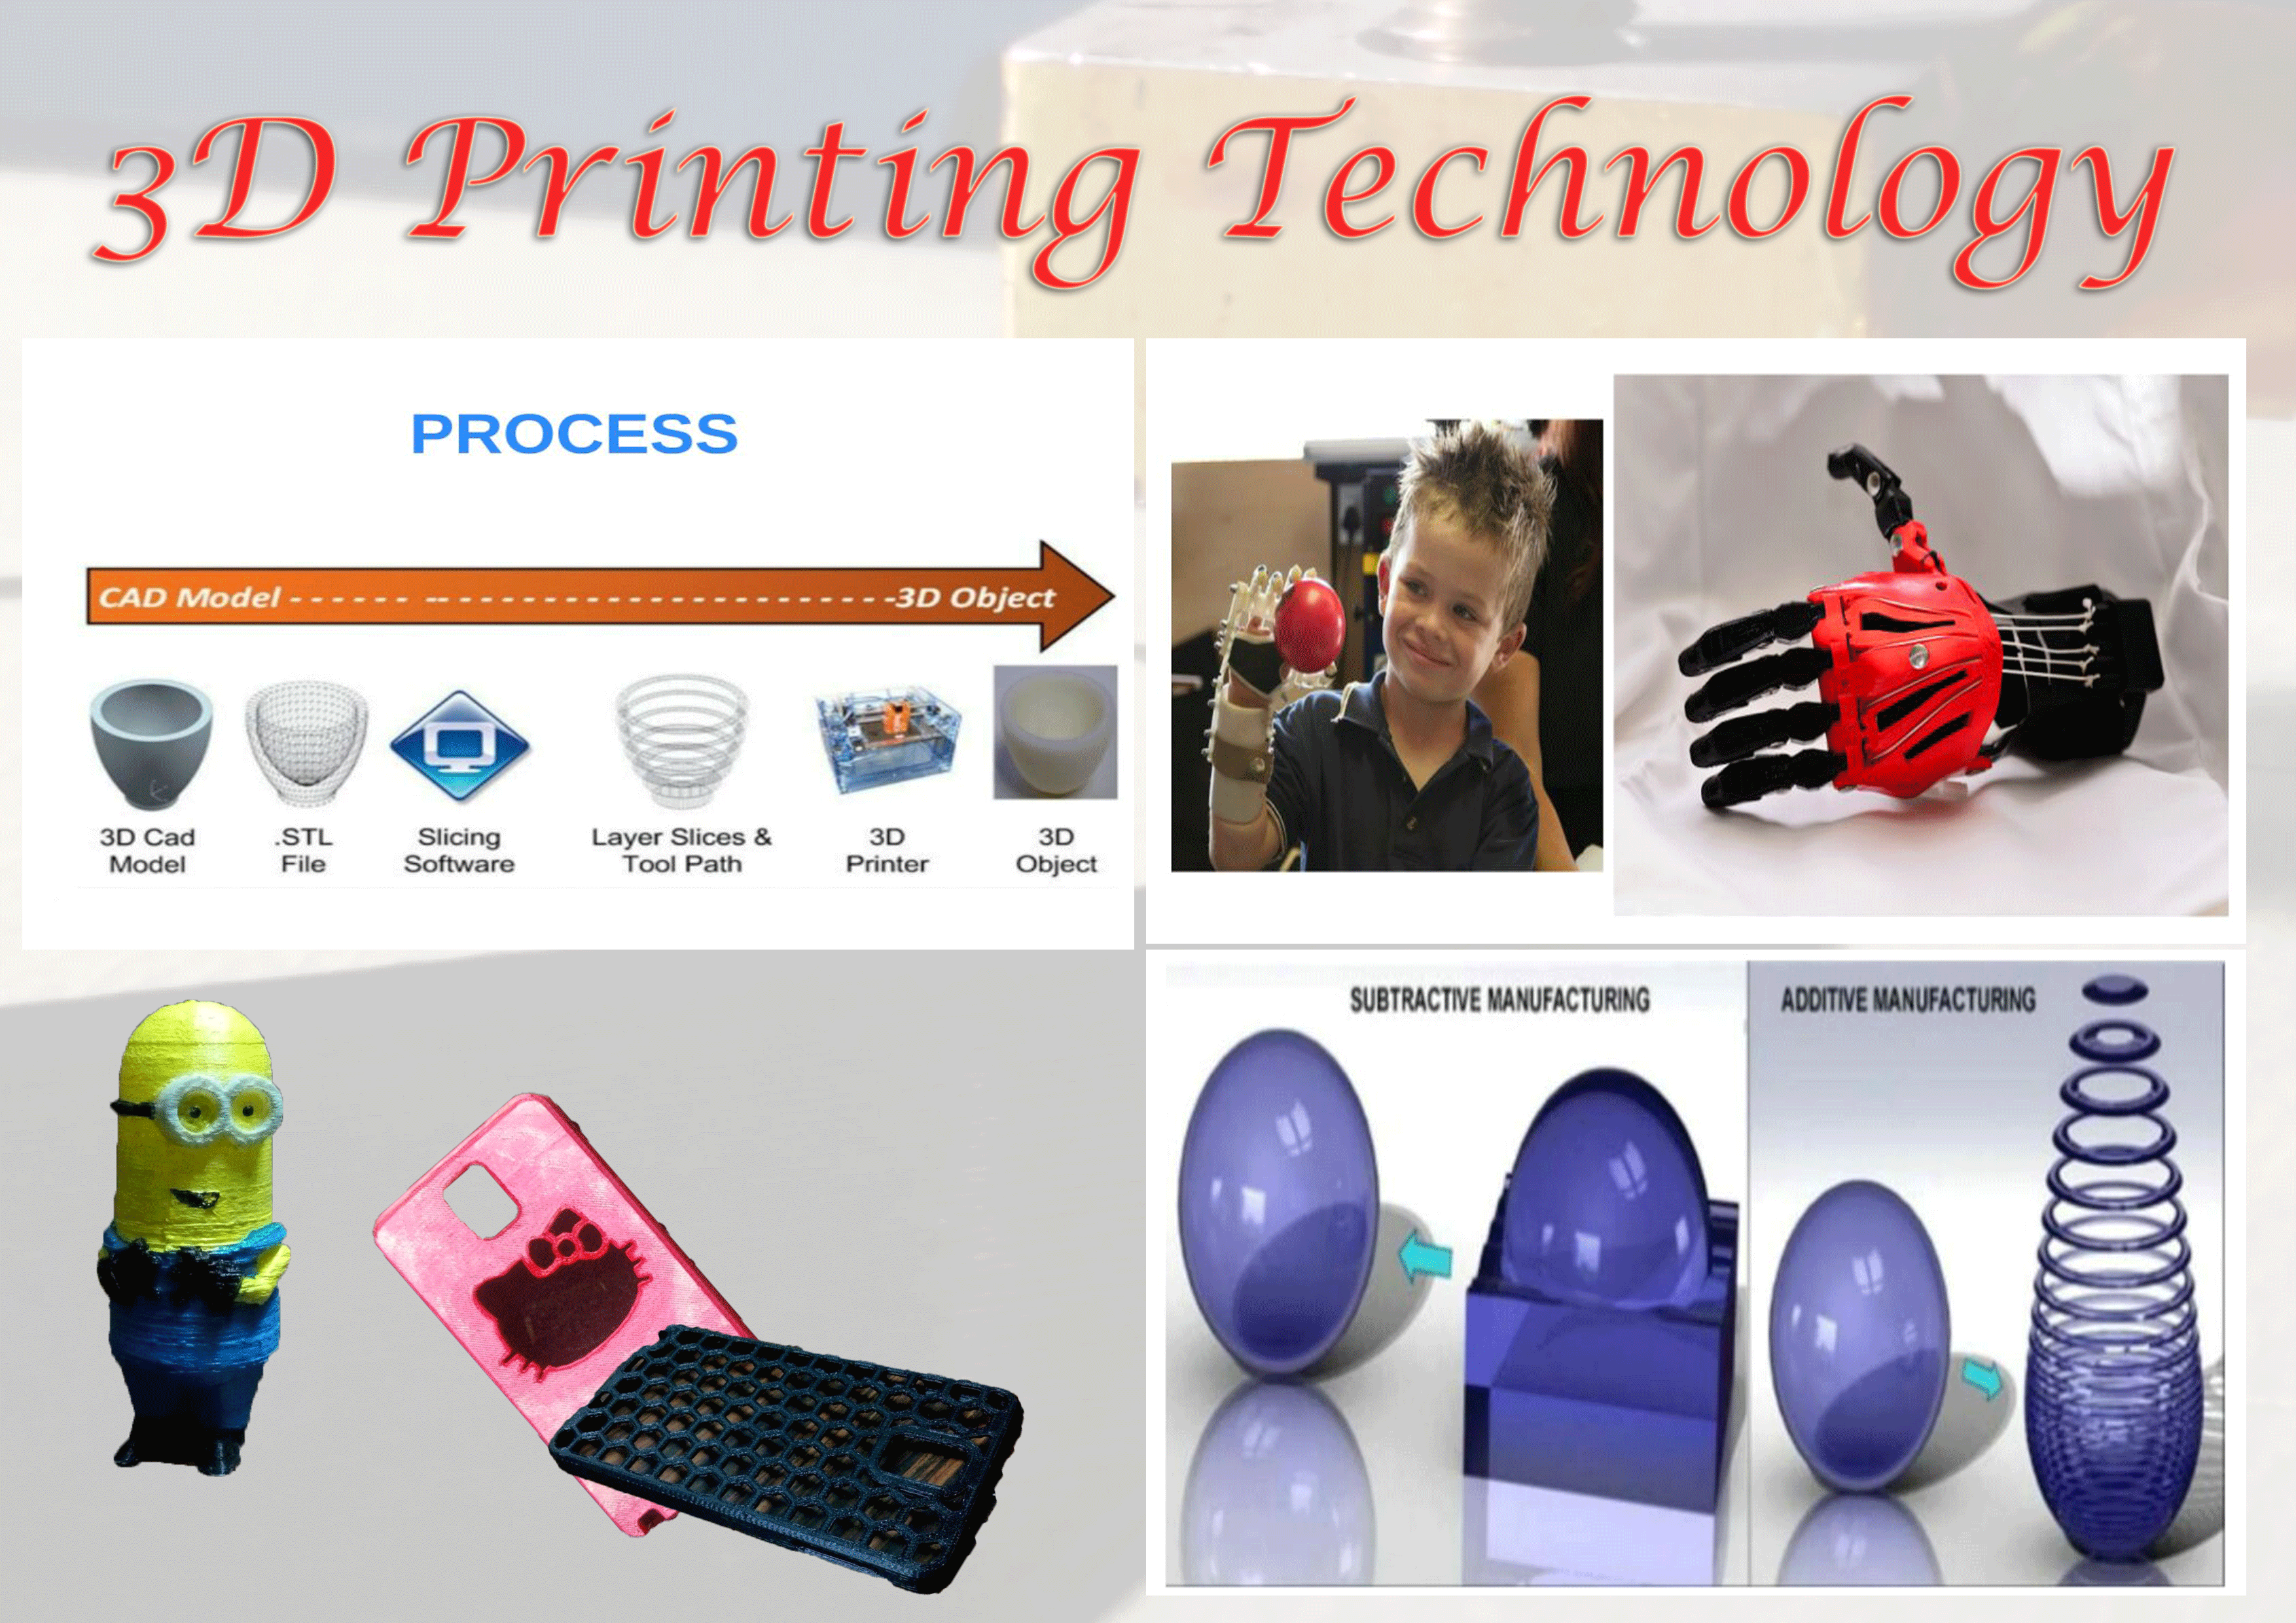 3D Printing Technology
PROCESS
CAD Model - - - - - - -- - - - - - - - - - - - - - - - - - - - - - - - -3D Object
3D Cad
Model
.STL
File
Slicing
Software
Layer Slices &
Tool Path
3D
Printer
3D
Object
SUBTRACTIVE MANUFACTURING
ADDITIVE MANUFACTURING